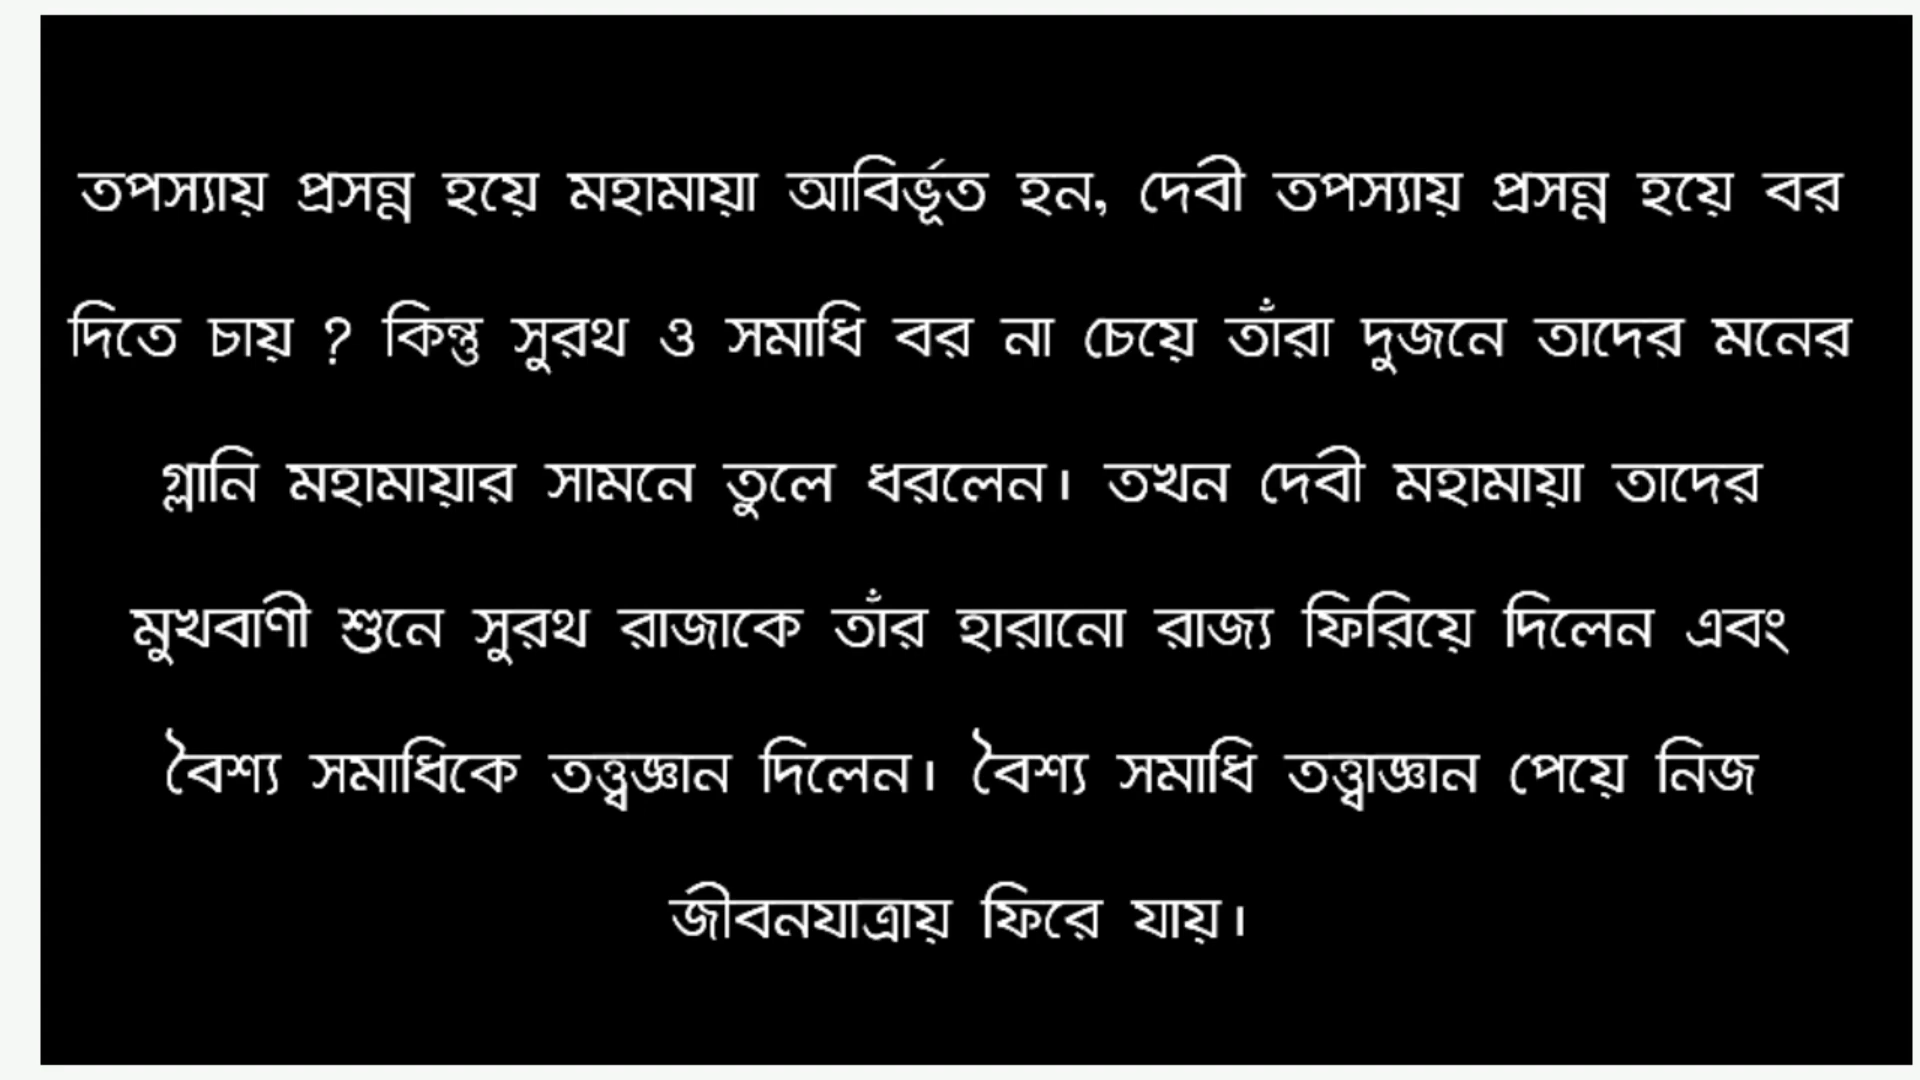 তপস্যায় প্রসন্ন হয়ে মহামায়া আবির্ভূত হন, দেবী তপস্যায় প্রসন্ন হয়ে বর
দিতে চায় ? কিন্তু সুরথ ও সমাধি বর না চেয়ে তাঁরা দুজনে তাদের মনের
গ্লানি মহামায়ার সামনে তুলে ধরলেন। তখন দেবী মহামায়া তাদের
মুখবাণী শুনে সুরথ রাজাকে তাঁর হারানো রাজ্য ফিরিয়ে দিলেন এবং
বৈশ্য সমাধিকে তত্ত্বজ্ঞান দিলেন। বৈশ্য সমাধি তত্ত্বাজ্ঞান পেয়ে নিজ
জীবনযাত্রায় ফিরে যায়।